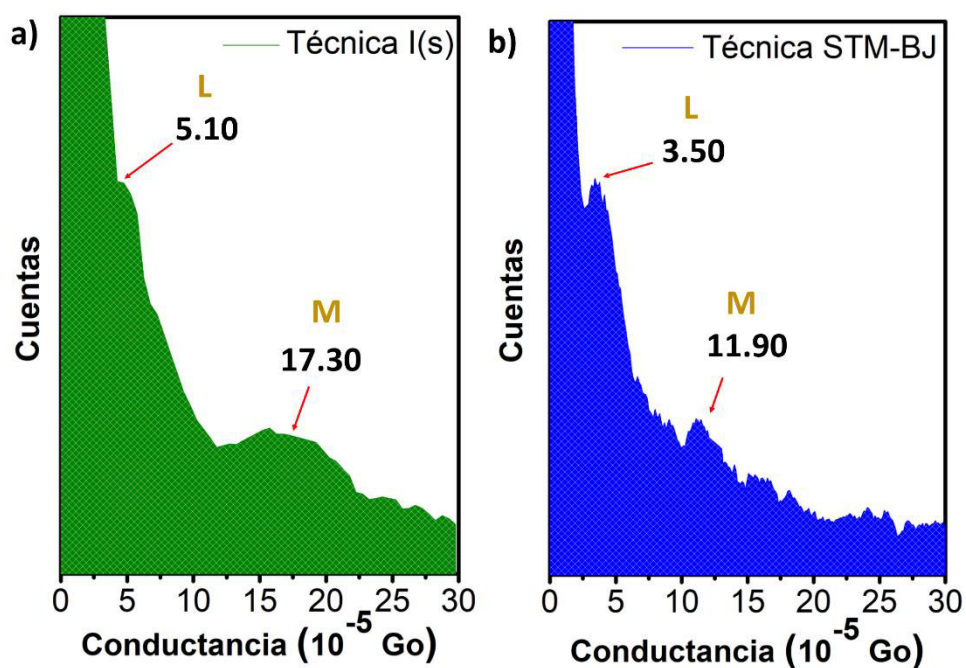 a)
Técnica I(s)
L
5.10
M
17.30
Cuentas
0 5 10 15 20 25 30
Conductancia (10-5 Go)
b)
Técnica STM-BJ
L
3.50
M
11.90
Cuentas
0 5 10 15 20 25 30
Conductancia (10-5 Go)